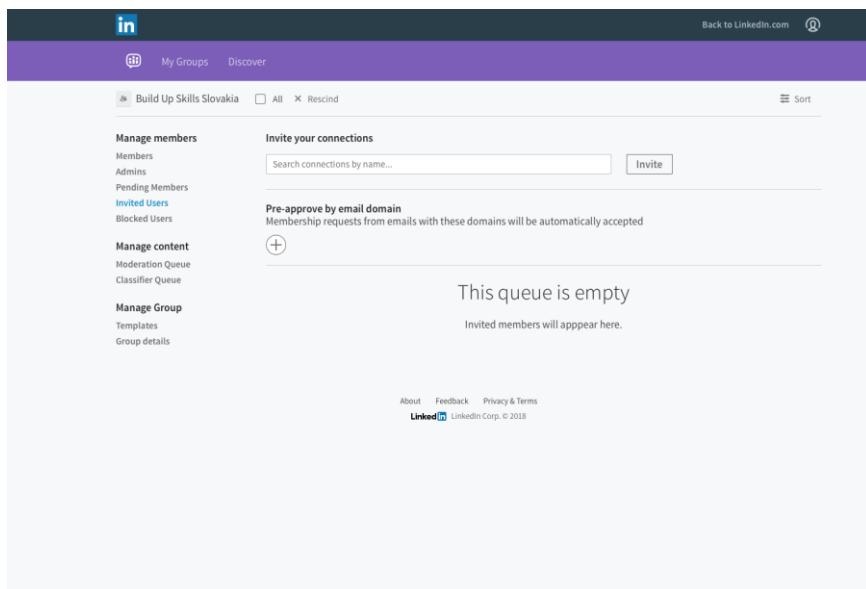 in Back to LinkedIn.com
My Groups Discover
Build Up Skills Slovakia All × Rescind Sort
Manage members
Members
Admins
Pending Members
Invited Users
Blocked Users
Manage content
Moderation Queue
Classifier Queue
Manage Group
Templates
Group details
Invite your connections
Search connections by name... Invite
Pre-approve by email domain
Membership requests from emails with these domains will be automatically accepted
This queue is empty
Invited members will apppear here.
About Feedback Privacy & Terms
Linked in LinkedIn Corp. © 2018